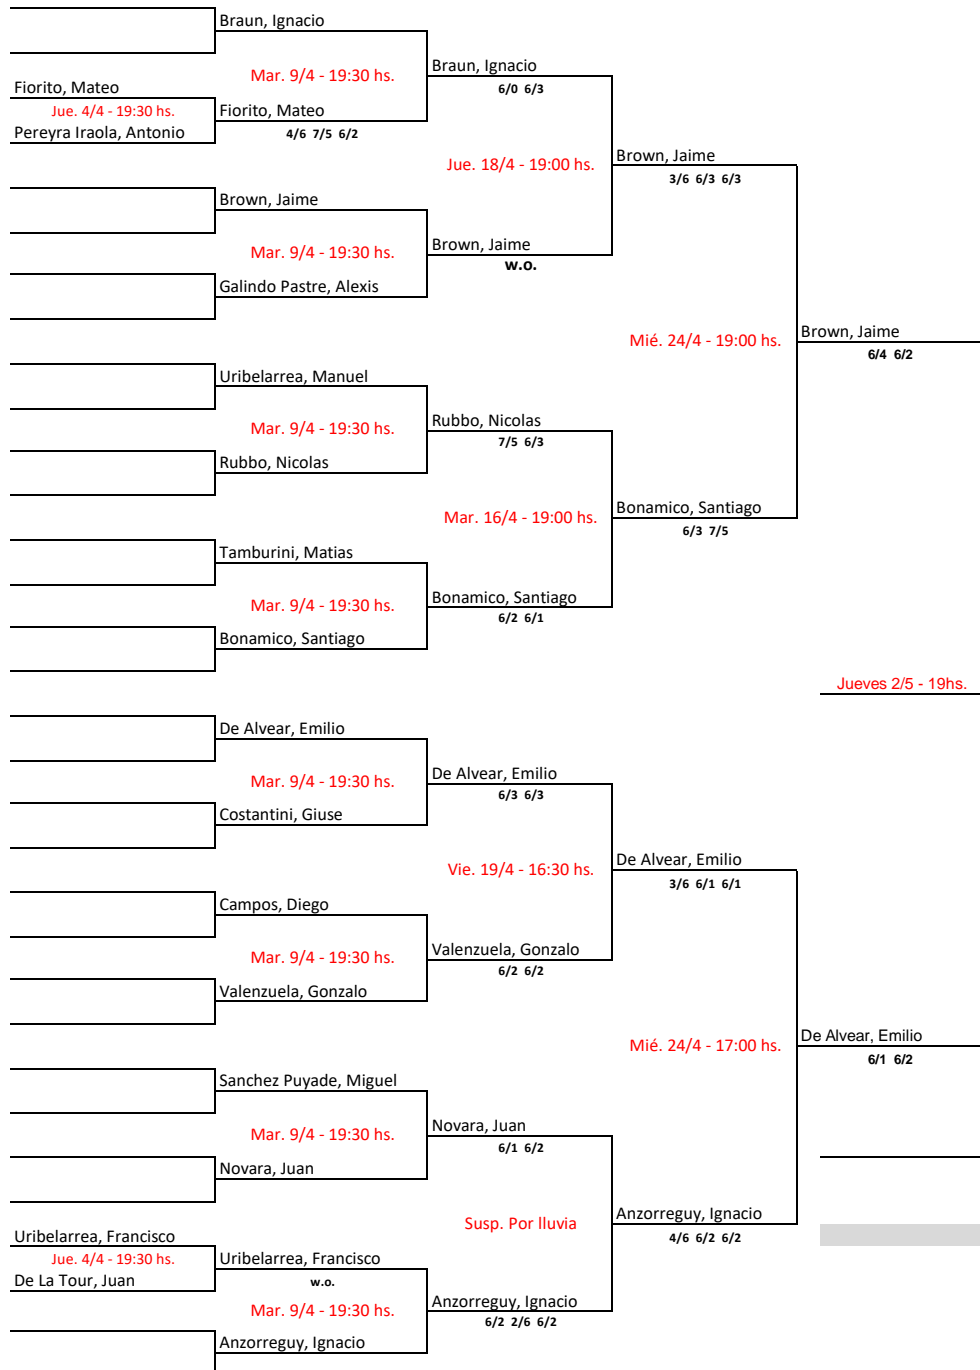 Braun, Ignacio
Braun, Ignacio
Mar. 9/4 - 19:30 hs.
6/0 6/3
Fiorito, Mateo
Jue. 4/4 - 19:30 hs.
Fiorito, Mateo
Pereyra Iraola, Antonio
4/6 7/5 6/2
Brown, Jaime
Jue. 18/4 - 19:00 hs.
3/6 6/3 6/3
Brown, Jaime
Brown, Jaime
Mar. 9/4 - 19:30 hs.
w.o.
Galindo Pastre, Alexis
Brown, Jaime
Mié. 24/4 - 19:00 hs.
6/4 6/2
Uribelarrea, Manuel
Rubbo, Nicolas
Mar. 9/4 - 19:30 hs.
7/5 6/3
Rubbo, Nicolas
Bonamico, Santiago
Mar. 16/4 - 19:00 hs.
6/3 7/5
Tamburini, Matias
Bonamico, Santiago
Mar. 9/4 - 19:30 hs.
6/2 6/1
Bonamico, Santiago
Jueves 2/5 - 19hs.
De Alvear, Emilio
De Alvear, Emilio
Mar. 9/4 - 19:30 hs.
6/3 6/3
Costantini, Giuse
De Alvear, Emilio
Vie. 19/4 - 16:30 hs.
3/6 6/1 6/1
Campos, Diego
Valenzuela, Gonzalo
Mar. 9/4 - 19:30 hs.
6/2 6/2
Valenzuela, Gonzalo
De Alvear, Emilio
Mié. 24/4 - 17:00 hs.
6/1 6/2
Sanchez Puyade, Miguel
Novara, Juan
Mar. 9/4 - 19:30 hs.
6/1 6/2
Novara, Juan
Anzorreguy, Ignacio
Susp. Por lluvia
4/6 6/2 6/2
Uribelarrea, Francisco
Jue. 4/4 - 19:30 hs.
Uribelarrea, Francisco
De La Tour, Juan
w.o.
Anzorreguy, Ignacio
Mar. 9/4 - 19:30 hs.
6/2 2/6 6/2
Anzorreguy, Ignacio